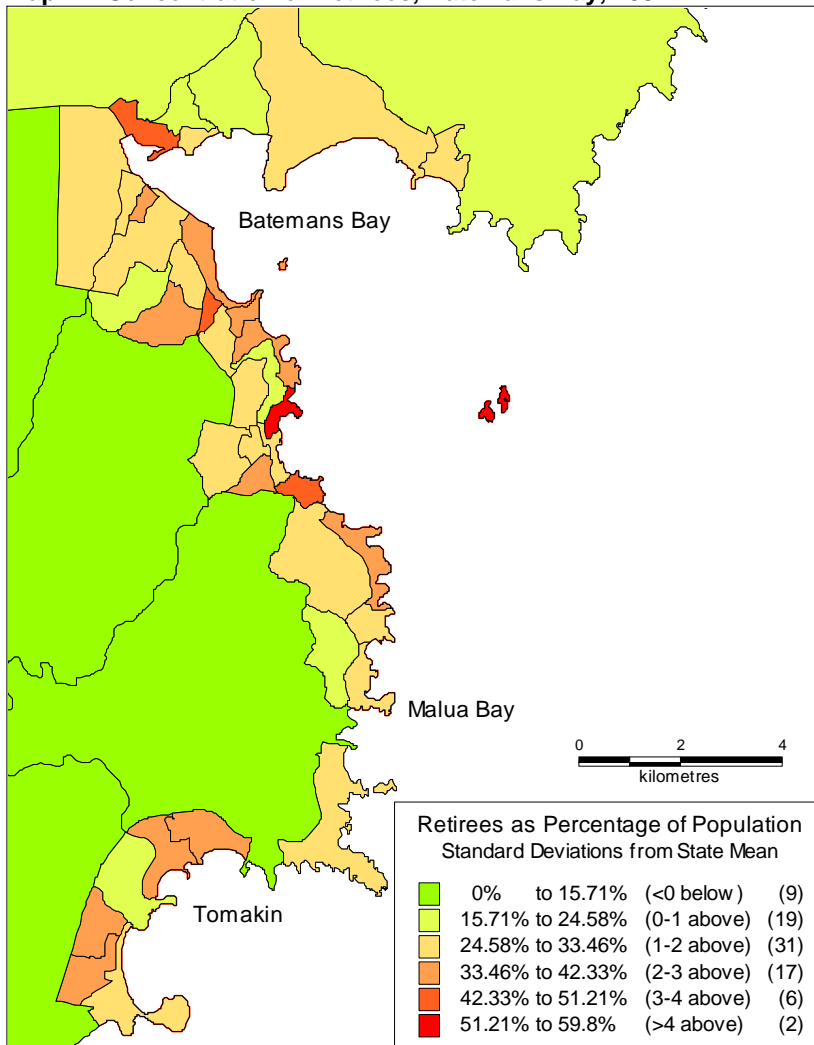 Batemans Bay
Malua Bay
0 2 4
kilometres
Tomakin
Retirees as Percentage of Population
Standard Deviations from State Mean
0% to 15.71% (<0 below) (9)
15.71% to 24.58% (0-1 above) (19)
24.58% to 33.46% (1-2 above) (31)
33.46% to 42.33% (2-3 above) (17)
42.33% to 51.21% (3-4 above) (6)
51.21% to 59.8% (>4 above) (2)